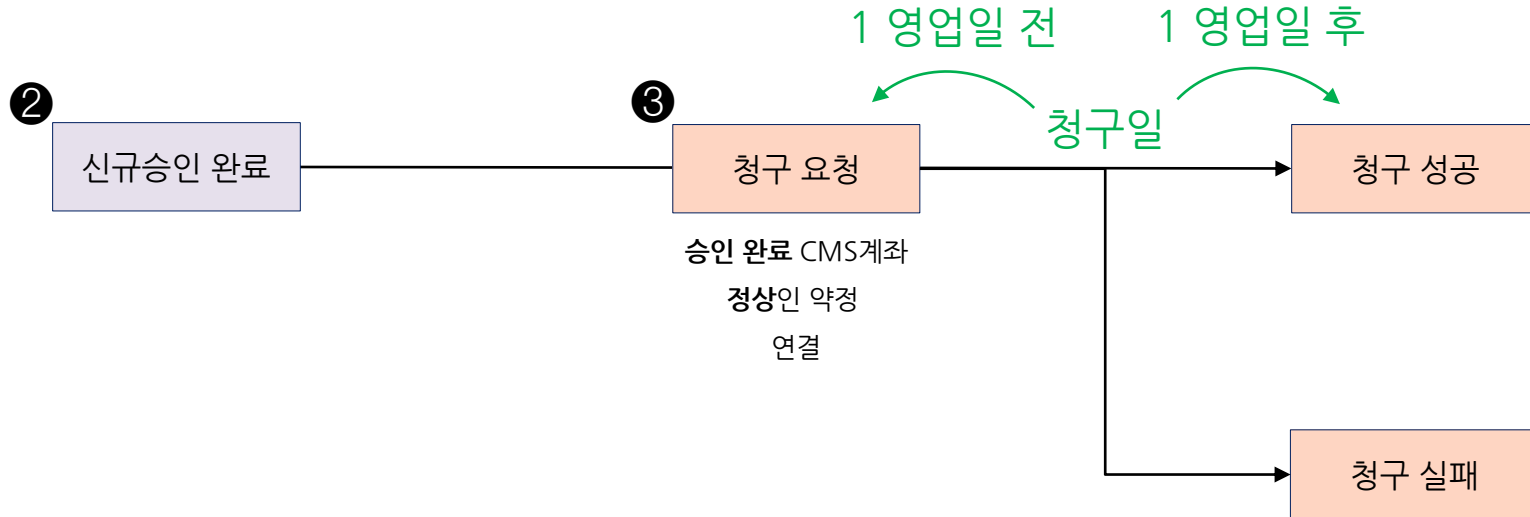 1 영업일 전
1 영업일 후
청구일
❷
신규승인 완료
❸
청구 요청
승인 완료 CMS계좌
정상인 약정
연결
청구 성공
청구 실패